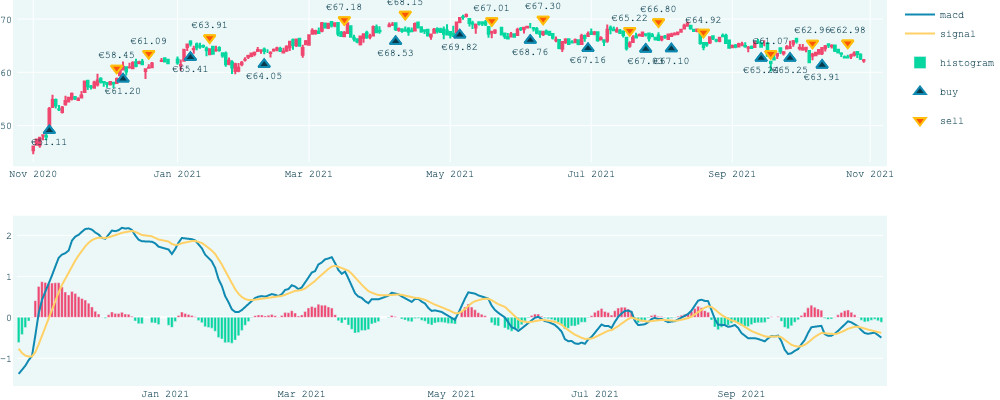 €67.18
€68.15
€67.01
€67.30
€66.80
€65.22
€64.92
€63.91
€61.09
€58.45
€62.96
€62.98
€61.20
€65.41
€64.05
€68.53
€69.82
€68.76
€67.16
€67.10
€65.25
€63.91
70
60
50
Nov 2020
Jan 2021
Mar 2021
May 2021
Jul 2021
Sep 2021
Nov 2021
macd
signal
histogram
buy
sell
2
1
0
−1
Jan 2021
Mar 2021
May 2021
Jul 2021
Sep 2021